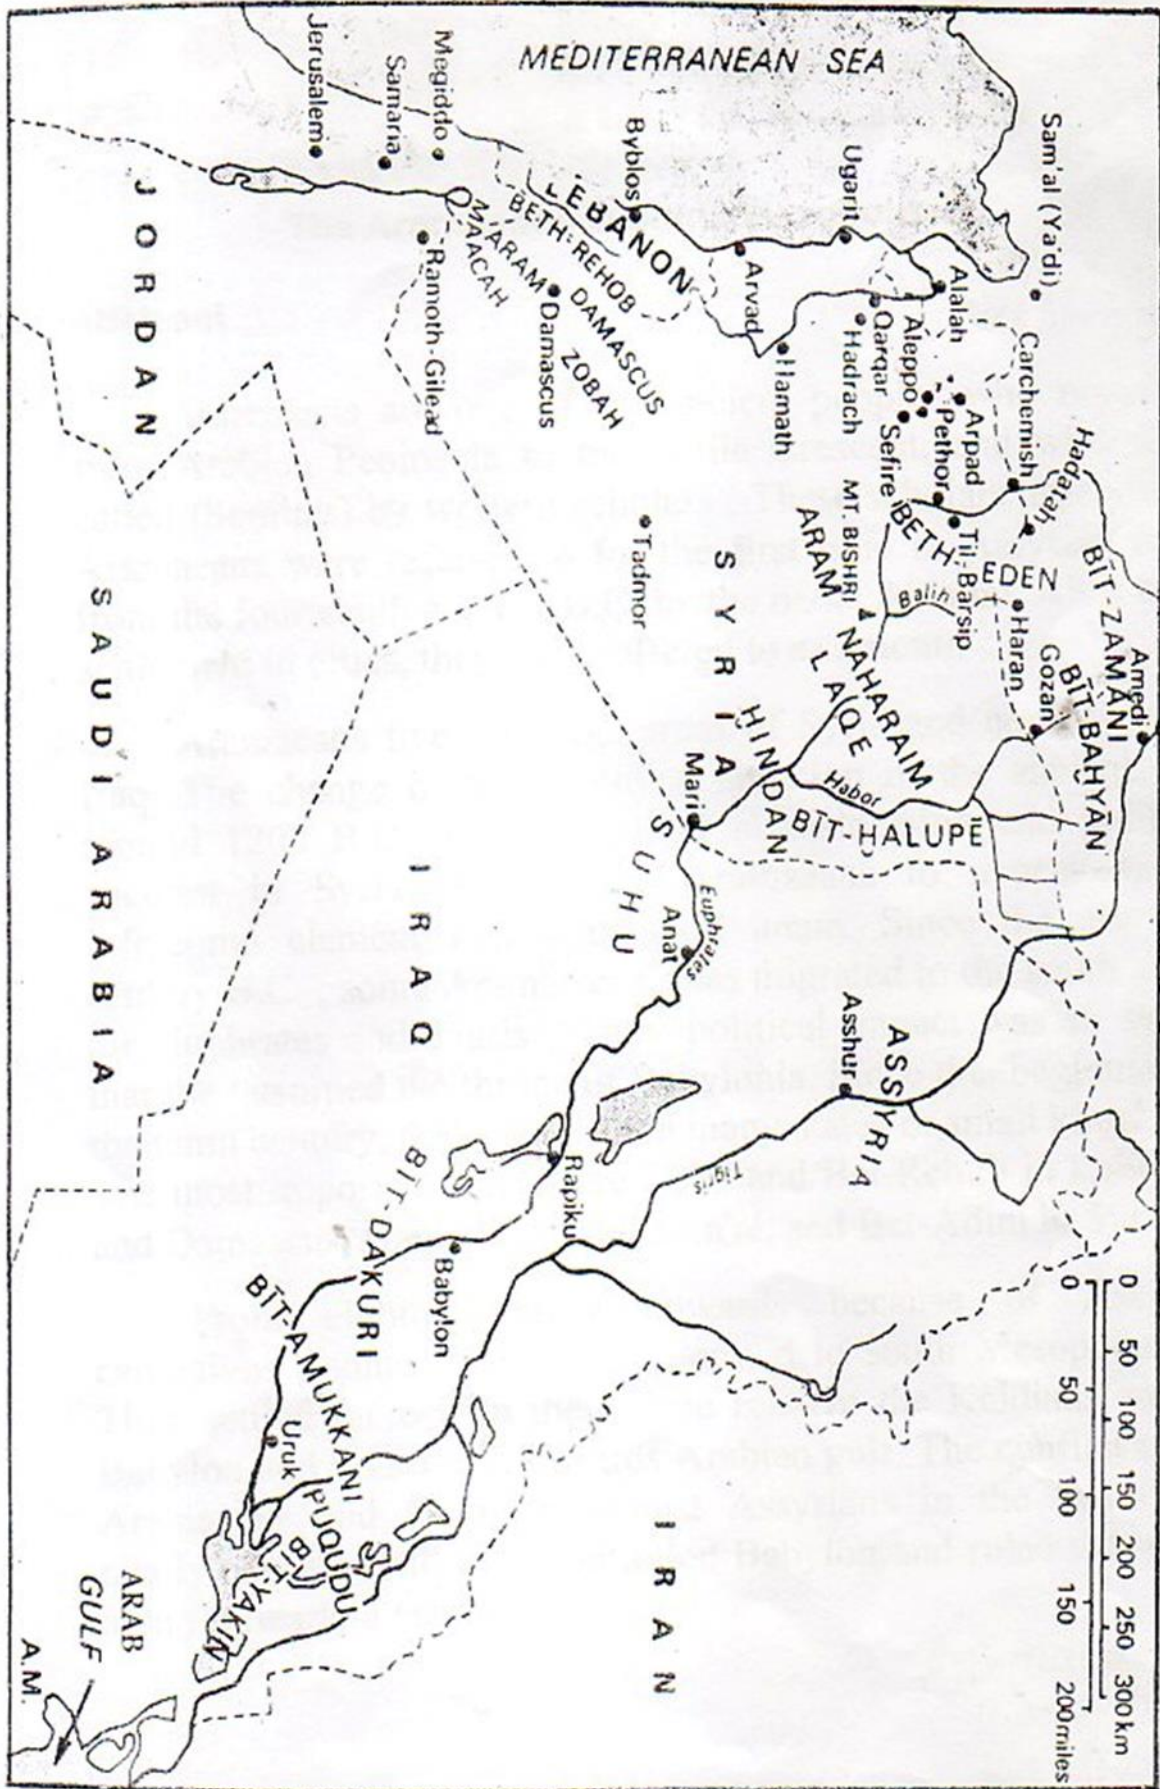 MEDITERRANEAN SEA
Sam'al (Ya'di)
Hadatah
BĪT-ZAMĀNI
Amedi
BĪT-BAḪYĀN
Carchemish
Alalah
Arpad
Aleppo
Pethor
Sefire
Qarqar
Hadrach
Ugarit
Arvad
Hamath
Til-Barsip
BETH-EDEN
Balih
Haran
Gozan
MT. BISHRI
ARAM NAHARAIM
LAQE
HINDAN
Habor
BĪT-HALUPE
Byblos
LEBANON
BETH-REHOB
ARAM DAMASCUS
ZOBAH
MAACAH
Damascus
Megiddo
Samaria
Jerusalem
Ramoth-Gilead
Tadmor
SYRIA
Mari
SUHU
Euphrates
Anat
ASSYRIA
Asshur
Tigris
Rapiku
Babylon
BIT-DAKURI
BĪT-AMUKKANI
Uruk
PUQUDU
BIT-YAKIN
JORDAN
SAUDI ARABIA
IRAQ
IRAN
ARAB
GULF
A.M.
0 50 100 150 200 250 300 km
0 50 100 150 200 miles